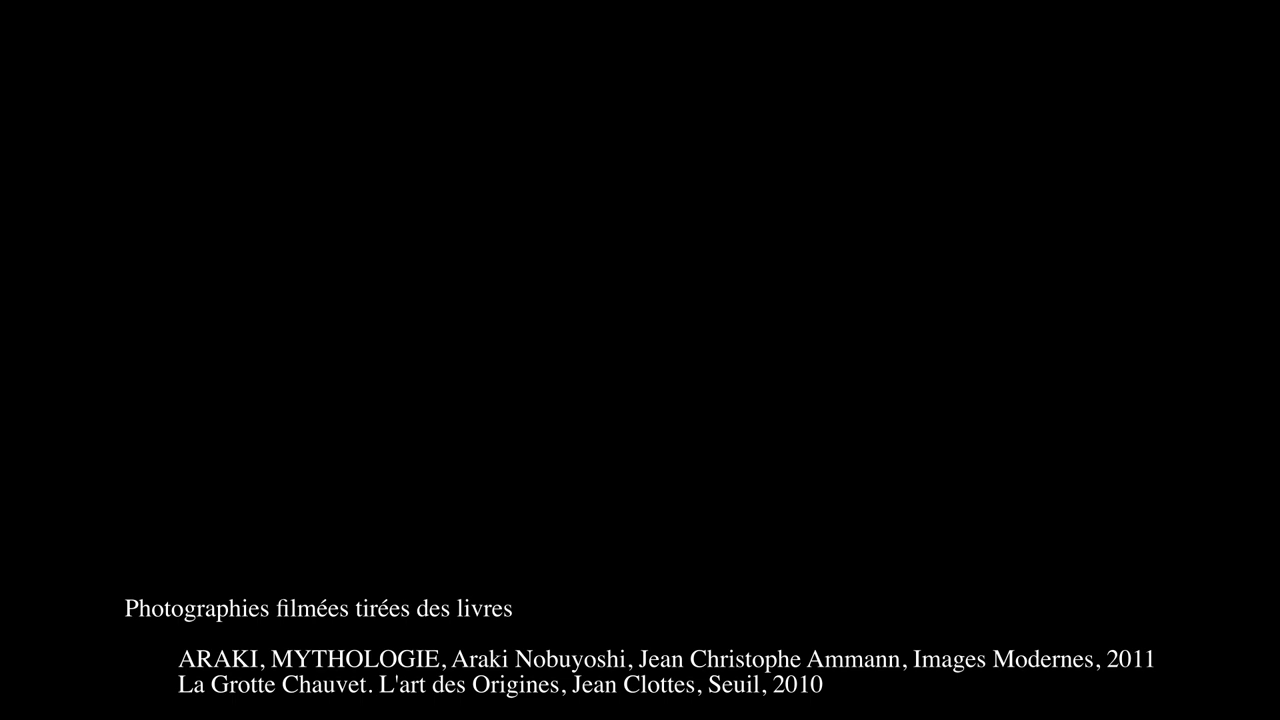 Photographies filmées tirées des livres
ARAKI, MYTHOLOGIE, Araki Nobuyoshi, Jean Christophe Ammann, Images Modernes, 2011
La Grotte Chauvet. L'art des Origines, Jean Clottes, Seuil, 2010